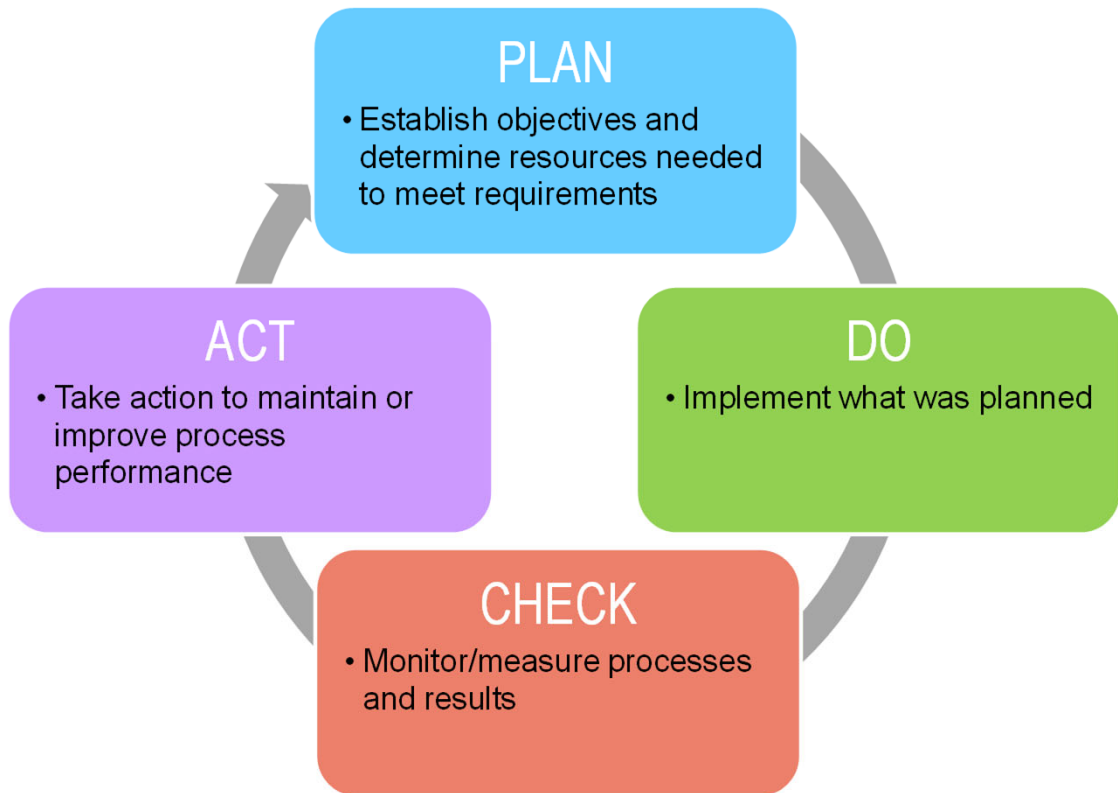 PLAN
• Establish objectives and
determine resources needed
to meet requirements
DO
• Implement what was planned
CHECK
• Monitor/measure processes
and results
ACT
• Take action to maintain or
improve process
performance